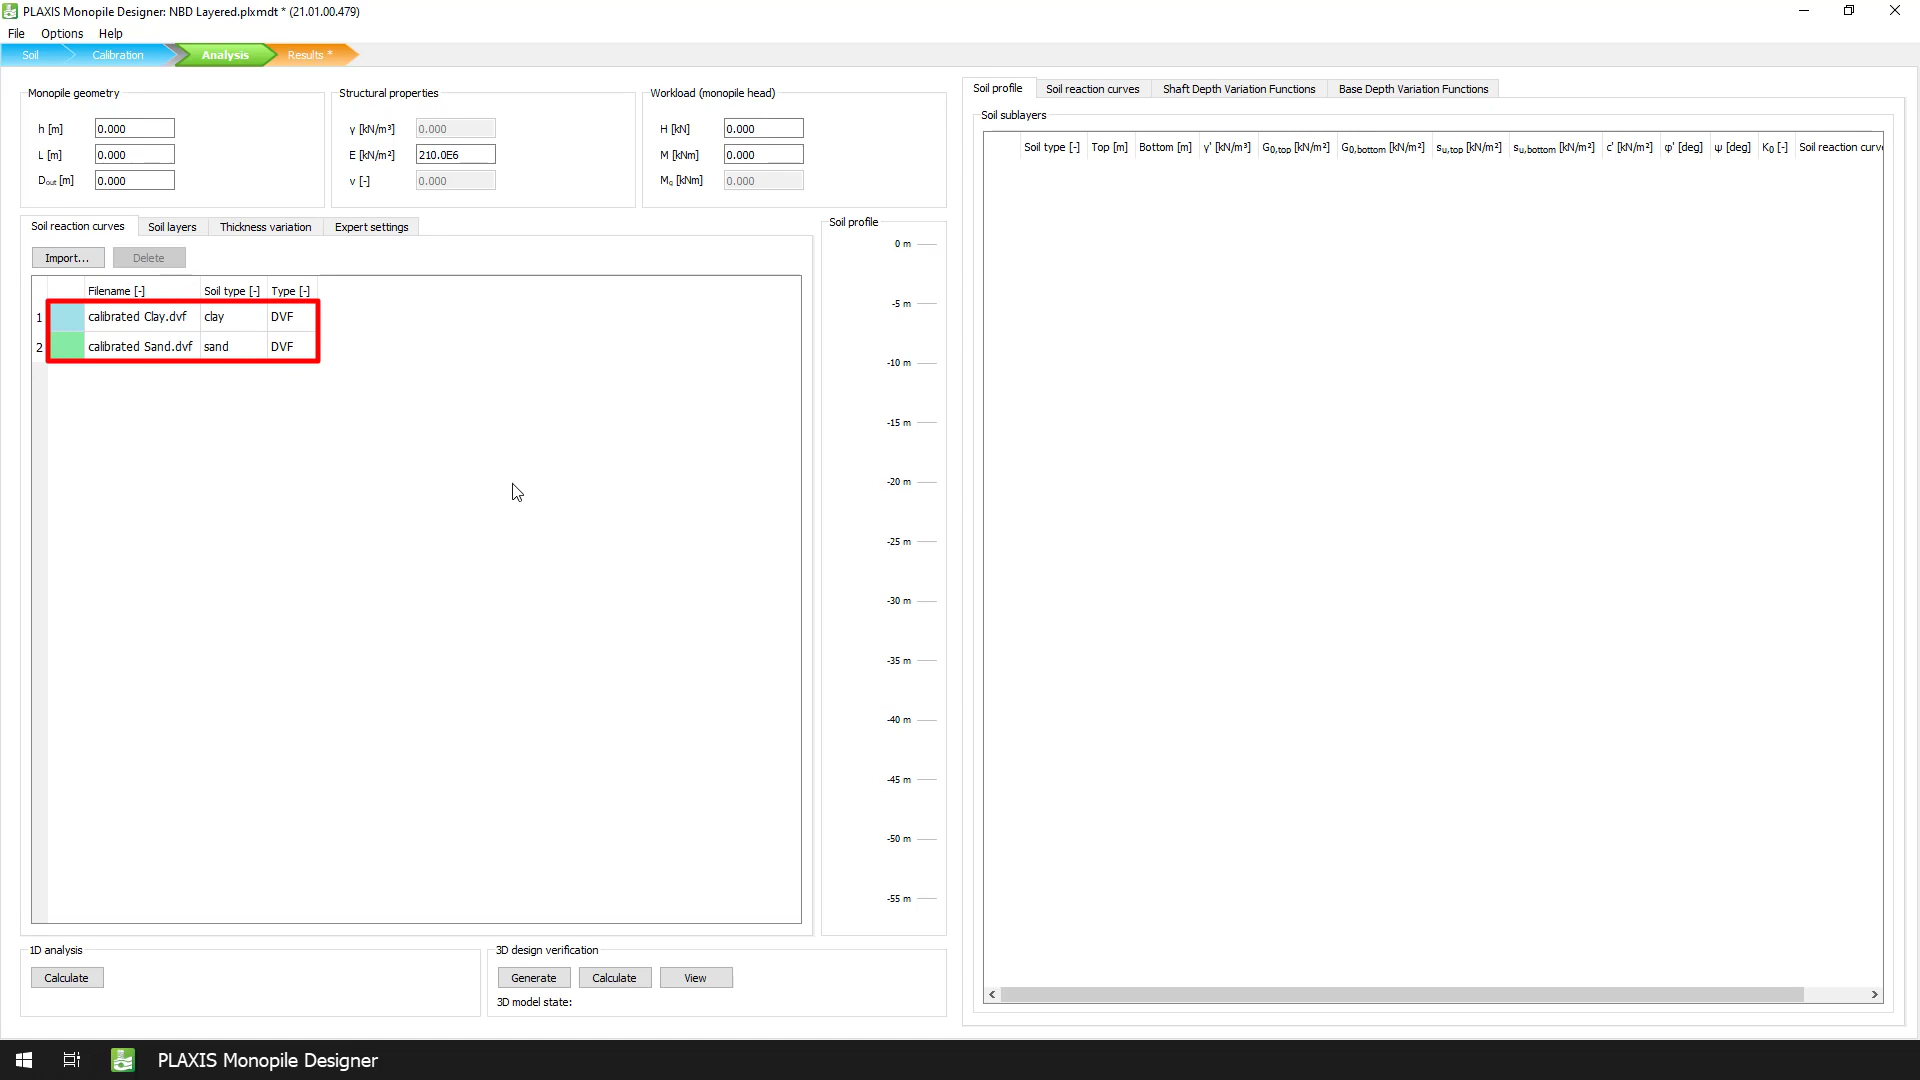 PLAXIS Monopile Designer: NBD Layered.plxmdt * (21.01.00.479)
File Options Help
Soil Calibration Analysis Results *
Monopile geometry
h [m] 0.000
L [m] 0.000
Dout [m] 0.000
Structural properties
γ [kN/m³] 0.000
E [kN/m²] 210.0E6
ν [-] 0.000
Workload (monopile head)
H [kN] 0.000
M [kNm] 0.000
Mq [kNm] 0.000
Soil reaction curves Soil layers Thickness variation Expert settings
Import... Delete
Filename [-] Soil type [-] Type [-]
1 calibrated Clay.dvf clay DVF
2 calibrated Sand.dvf sand DVF
Soil profile
0 m
-5 m
-10 m
-15 m
-20 m
-25 m
-30 m
-35 m
-40 m
-45 m
-50 m
-55 m
1D analysis
Calculate
3D design verification
Generate Calculate View
3D model state:
Soil profile Soil reaction curves Shaft Depth Variation Functions Base Depth Variation Functions
Soil sublayers
Soil type [-] Top [m] Bottom [m] γ' [kN/m³] G0,top [kN/m²] G0,bottom [kN/m²] su,top [kN/m²] su,bottom [kN/m²] c' [kN/m²] φ' [deg] ψ [deg] K0 [-] Soil reaction curv
PLAXIS Monopile Designer